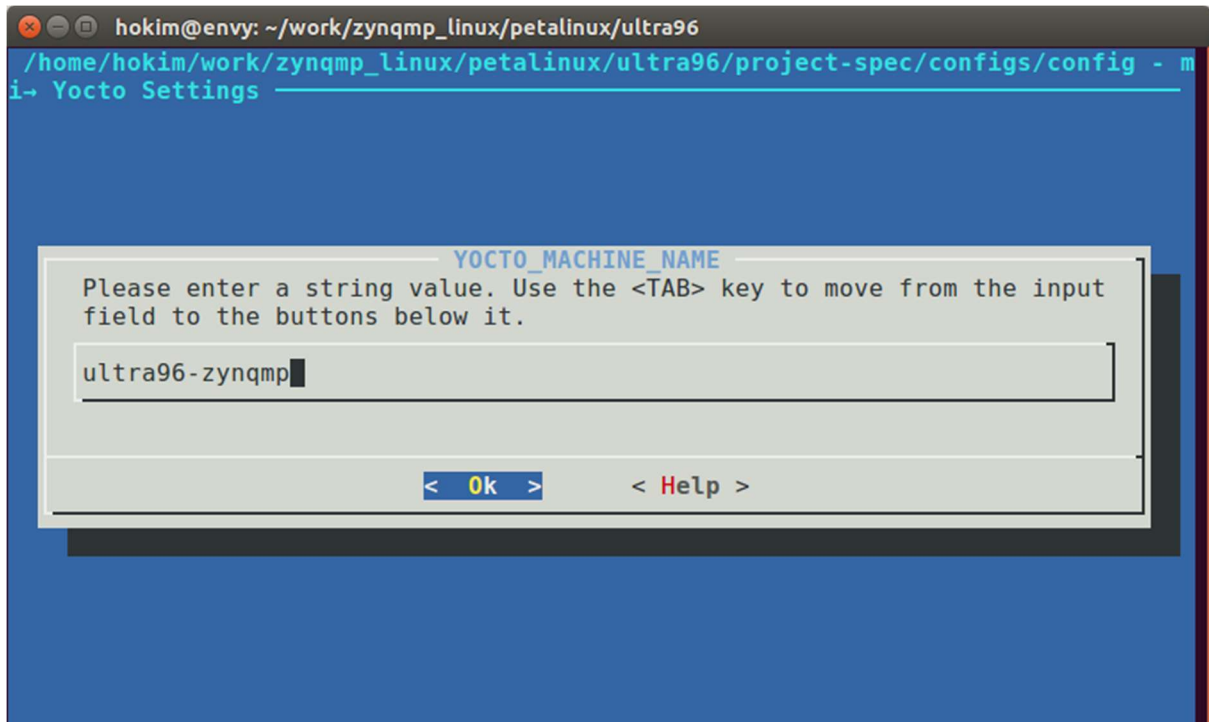 hokim@envy: ~/work/zynqmp_linux/petalinux/ultra96
/home/hokim/work/zynqmp_linux/petalinux/ultra96/project-spec/configs/config - m
i→ Yocto Settings
YOCTO_MACHINE_NAME
Please enter a string value. Use the <TAB> key to move from the input
field to the buttons below it.
ultra96-zynqmp
< Ok > < Help >